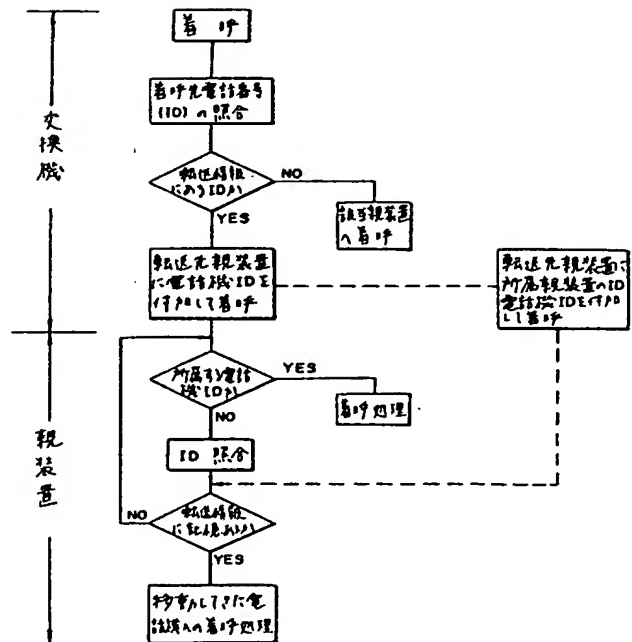 着呼
着呼先電話番号
(ID)の照合
転送情報
にあるIDか
NO
YES
該当親装置
へ着呼
転送先親装置
に電話機IDを
付加して着呼
転送先親装置に
所属親装置のID
電話機IDを付加
して着呼
交換機
所属する電話
機IDか
YES
着呼処理
NO
ID 照合
転送情報
に記憶あるか
NO
YES
移動してきた電
話機への着呼処理
親装置